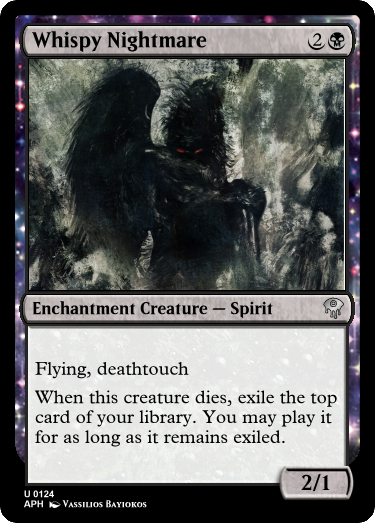 Whispy Nightmare 2
Enchantment Creature — Spirit
Flying, deathtouch
When this creature dies, exile the top
card of your library. You may play it
for as long as it remains exiled.
2/1
U 0124
APH Vassilios Bayiokos